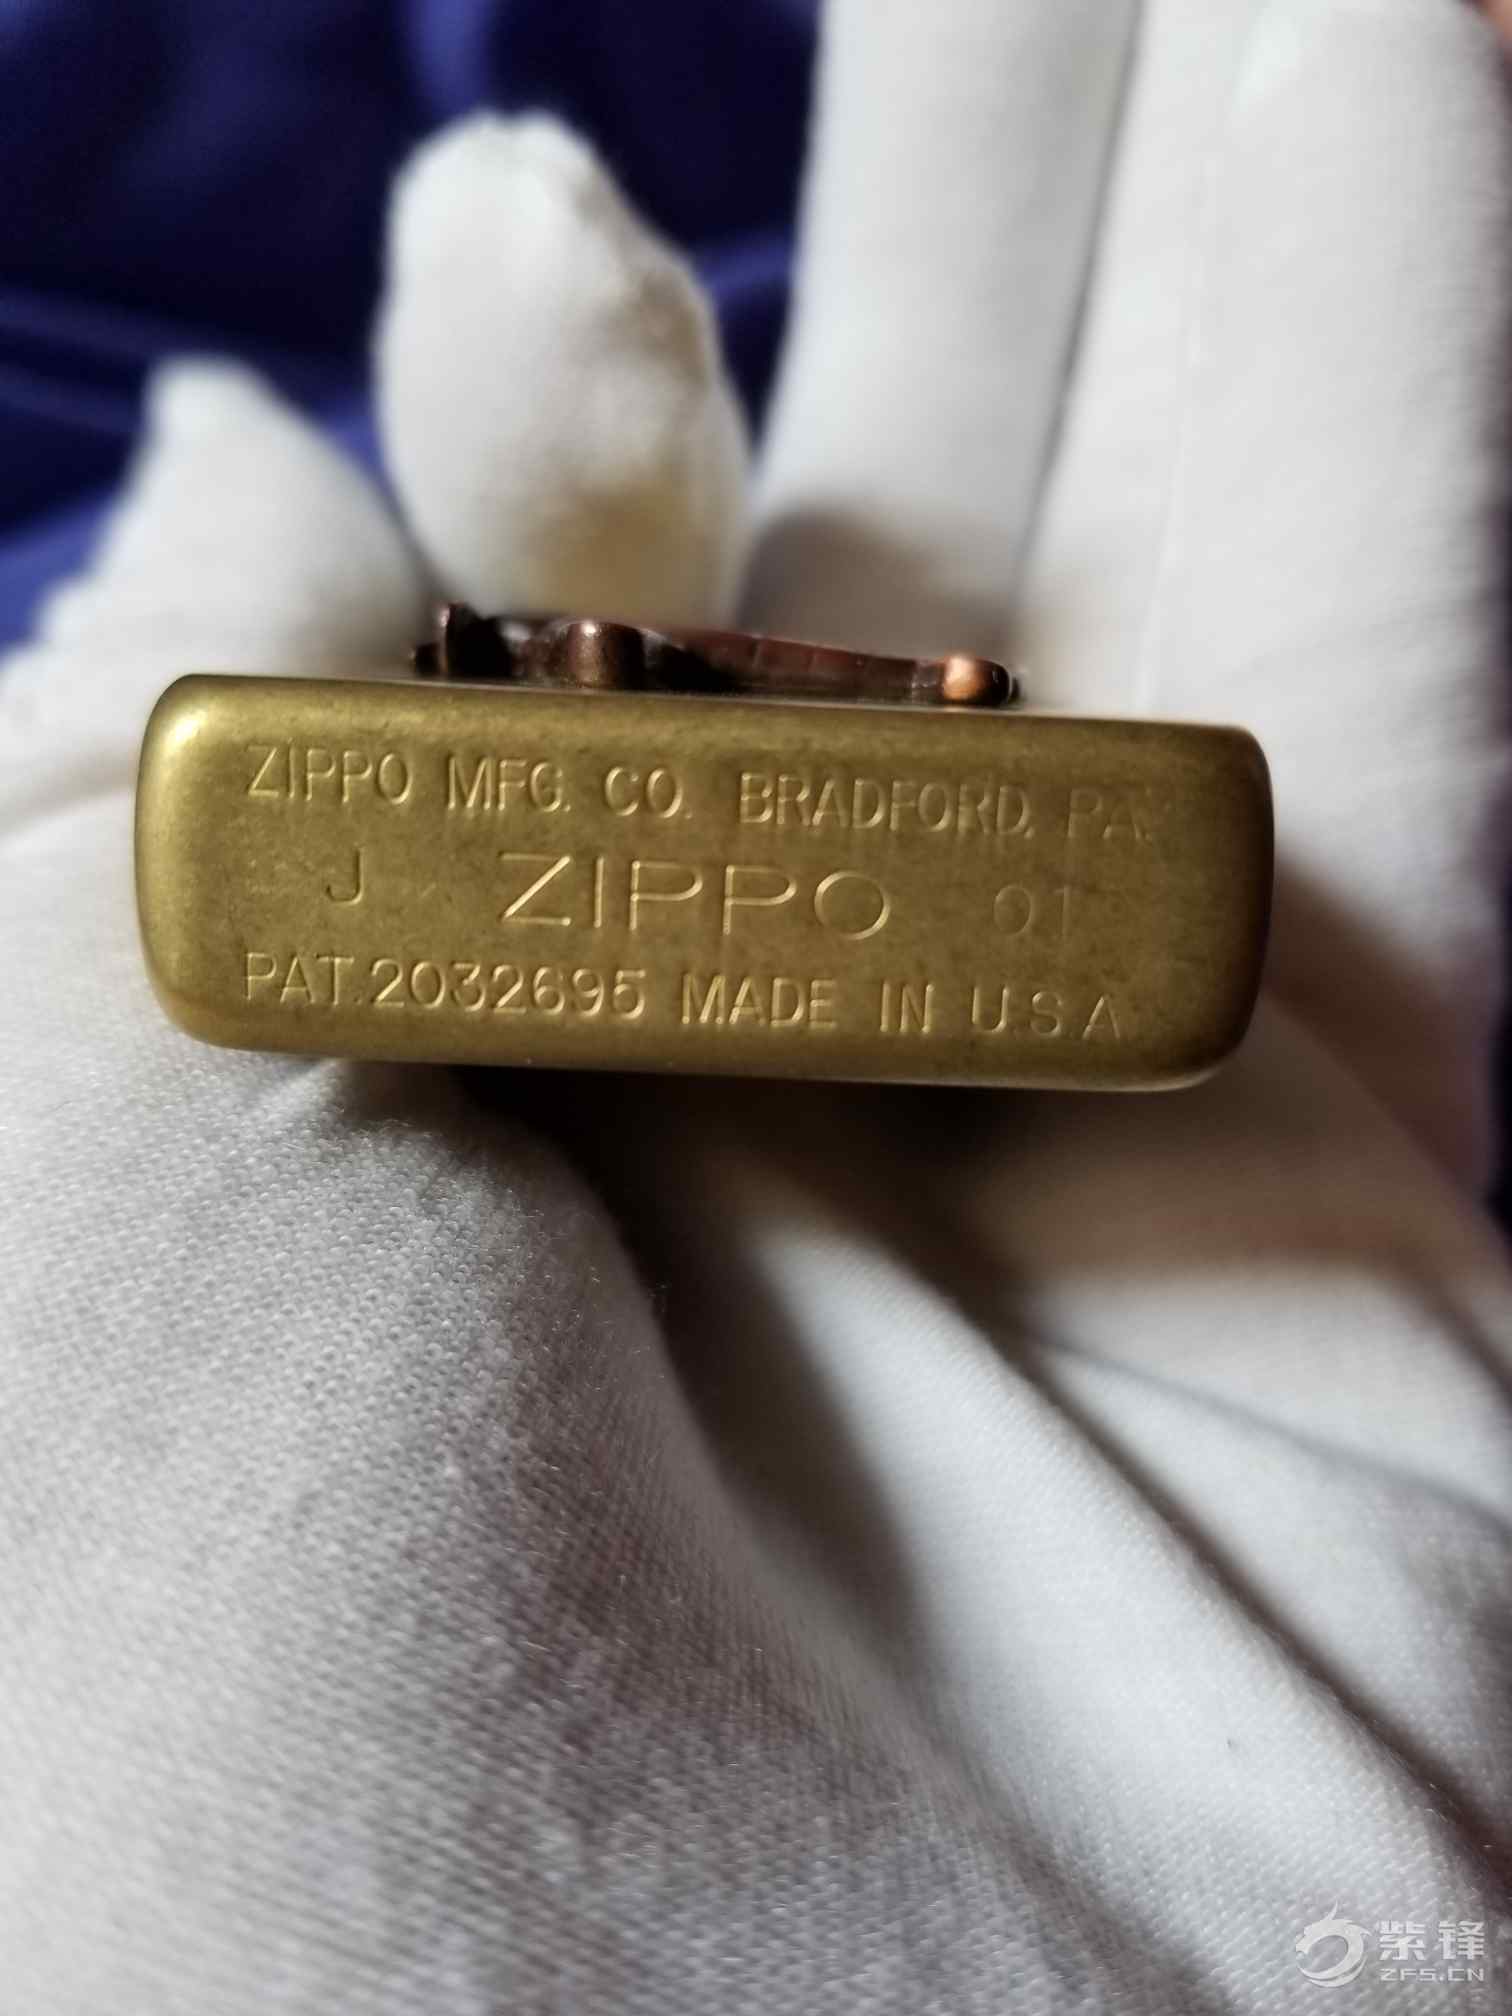 ZIPPO MFG. CO. BRADFORD, PA.
J ZIPPO 01
PAT.2032695 MADE IN U.S.A.
紫锋
ZFS.CN